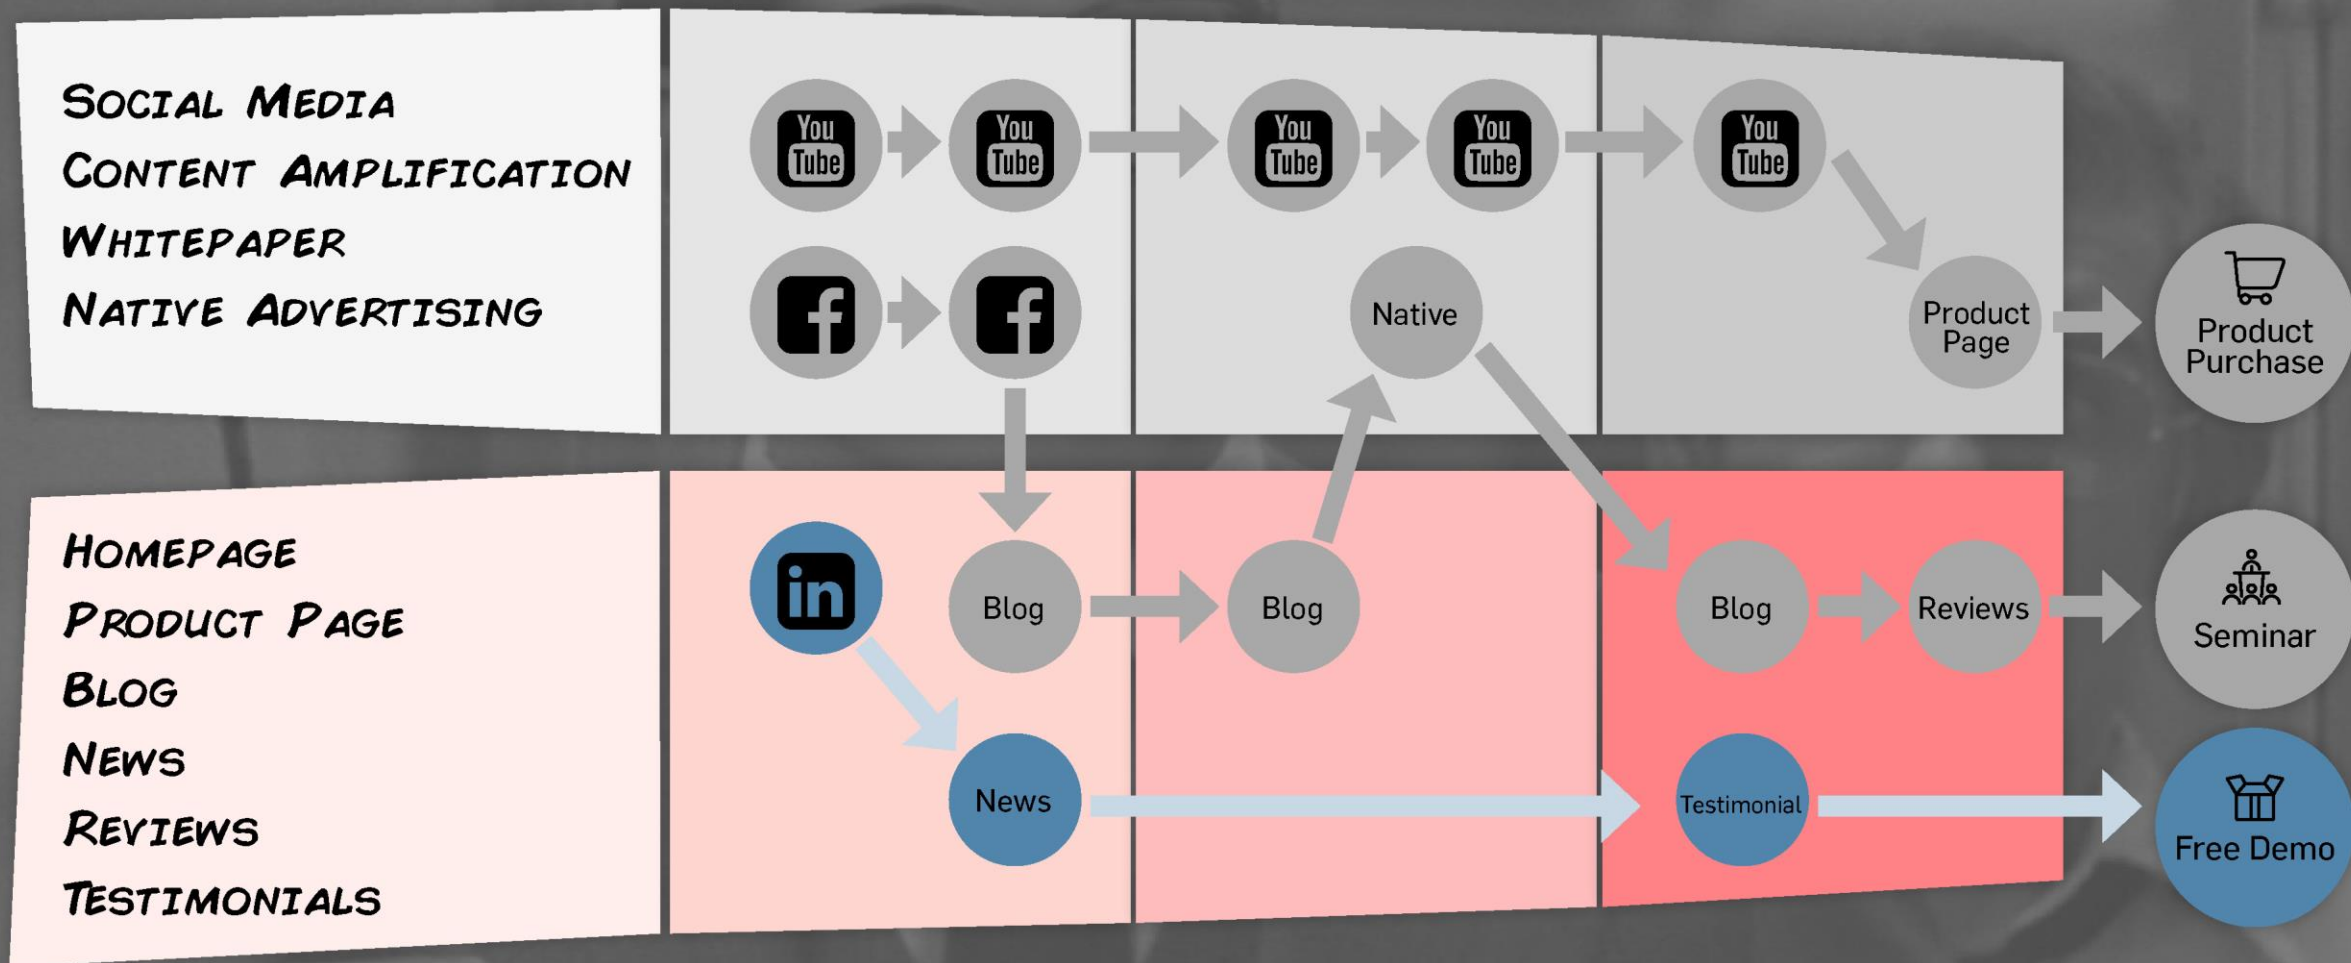 SOCIAL MEDIA
CONTENT AMPLIFICATION
WHITEPAPER
NATIVE ADVERTISING
You
Tube
You
Tube
You
Tube
You
Tube
You
Tube
f
f
Native
Product
Page
Product
Purchase
HOMEPAGE
PRODUCT PAGE
BLOG
NEWS
REVIEWS
TESTIMONIALS
in
Blog
Blog
Blog
Reviews
Seminar
News
Testimonial
Free Demo